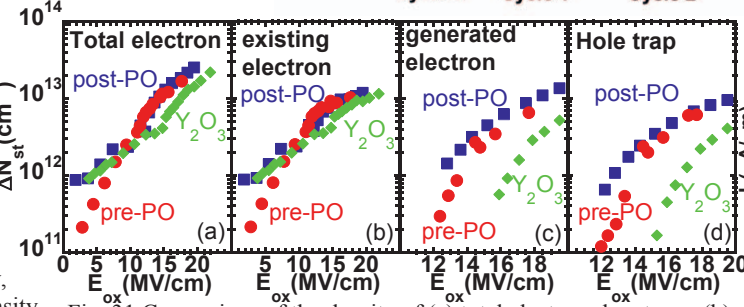 10^14
10^13
10^12
10^11
ΔN_st (cm^-2)
Total electron
post-PO
Y2O3
pre-PO
(a)
0 5 10 15 20
E_ox (MV/cm)
existing
electron
post-PO
Y2O3
pre-PO
(b)
5 10 15 20
E_ox (MV/cm)
generated
electron
post-PO
Y2O3
pre-PO
(c)
12 14 16 18
E_ox (MV/cm)
Hole trap
post-PO
Y2O3
pre-PO
(d)
12 14 16 18 20
E_ox (MV/cm)